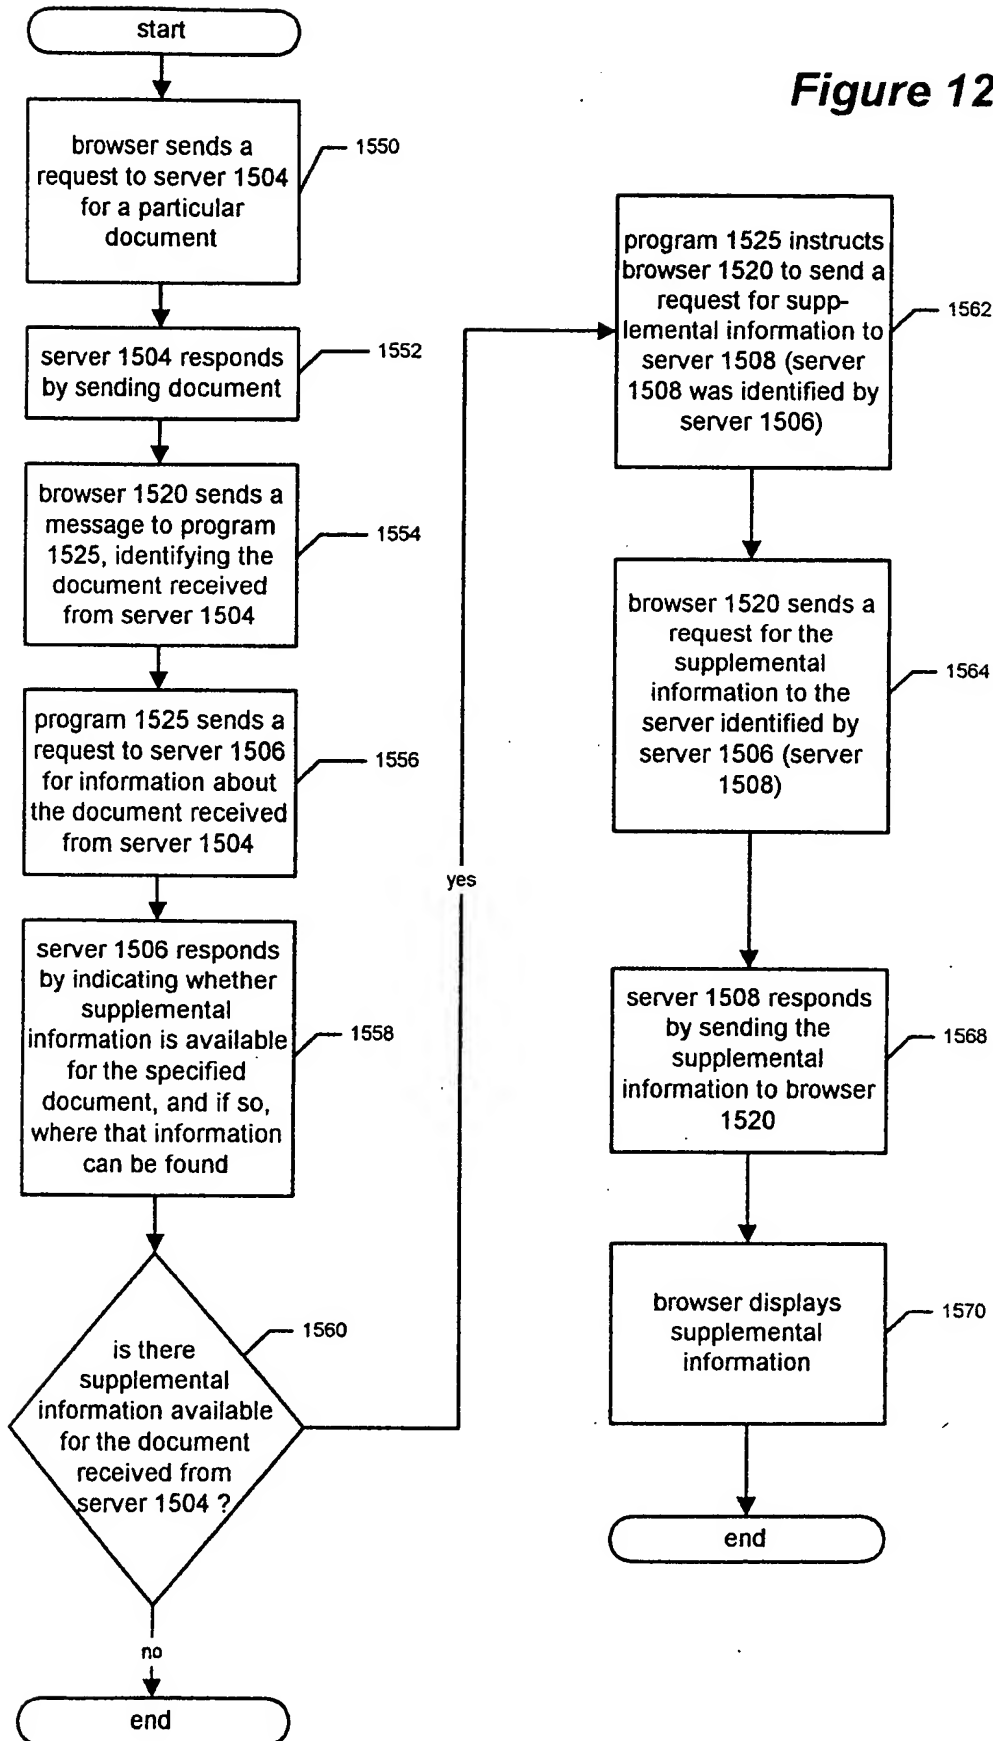 start
Figure 12
browser sends a
request to server 1504
for a particular
document
1550
server 1504 responds
by sending document
1552
browser 1520 sends a
message to program
1525, identifying the
document received
from server 1504
1554
program 1525 sends a
request to server 1506
for information about
the document received
from server 1504
1556
server 1506 responds
by indicating whether
supplemental
information is available
for the specified
document, and if so,
where that information
can be found
1558
is there
supplemental
information available
for the document
received from
server 1504 ?
1560
no
end
yes
program 1525 instructs
browser 1520 to send a
request for supp-
lemental information to
server 1508 (server
1508 was identified by
server 1506)
1562
browser 1520 sends a
request for the
supplemental
information to the
server identified by
server 1506 (server
1508)
1564
server 1508 responds
by sending the
supplemental
information to browser
1520
1568
browser displays
supplemental
information
1570
end